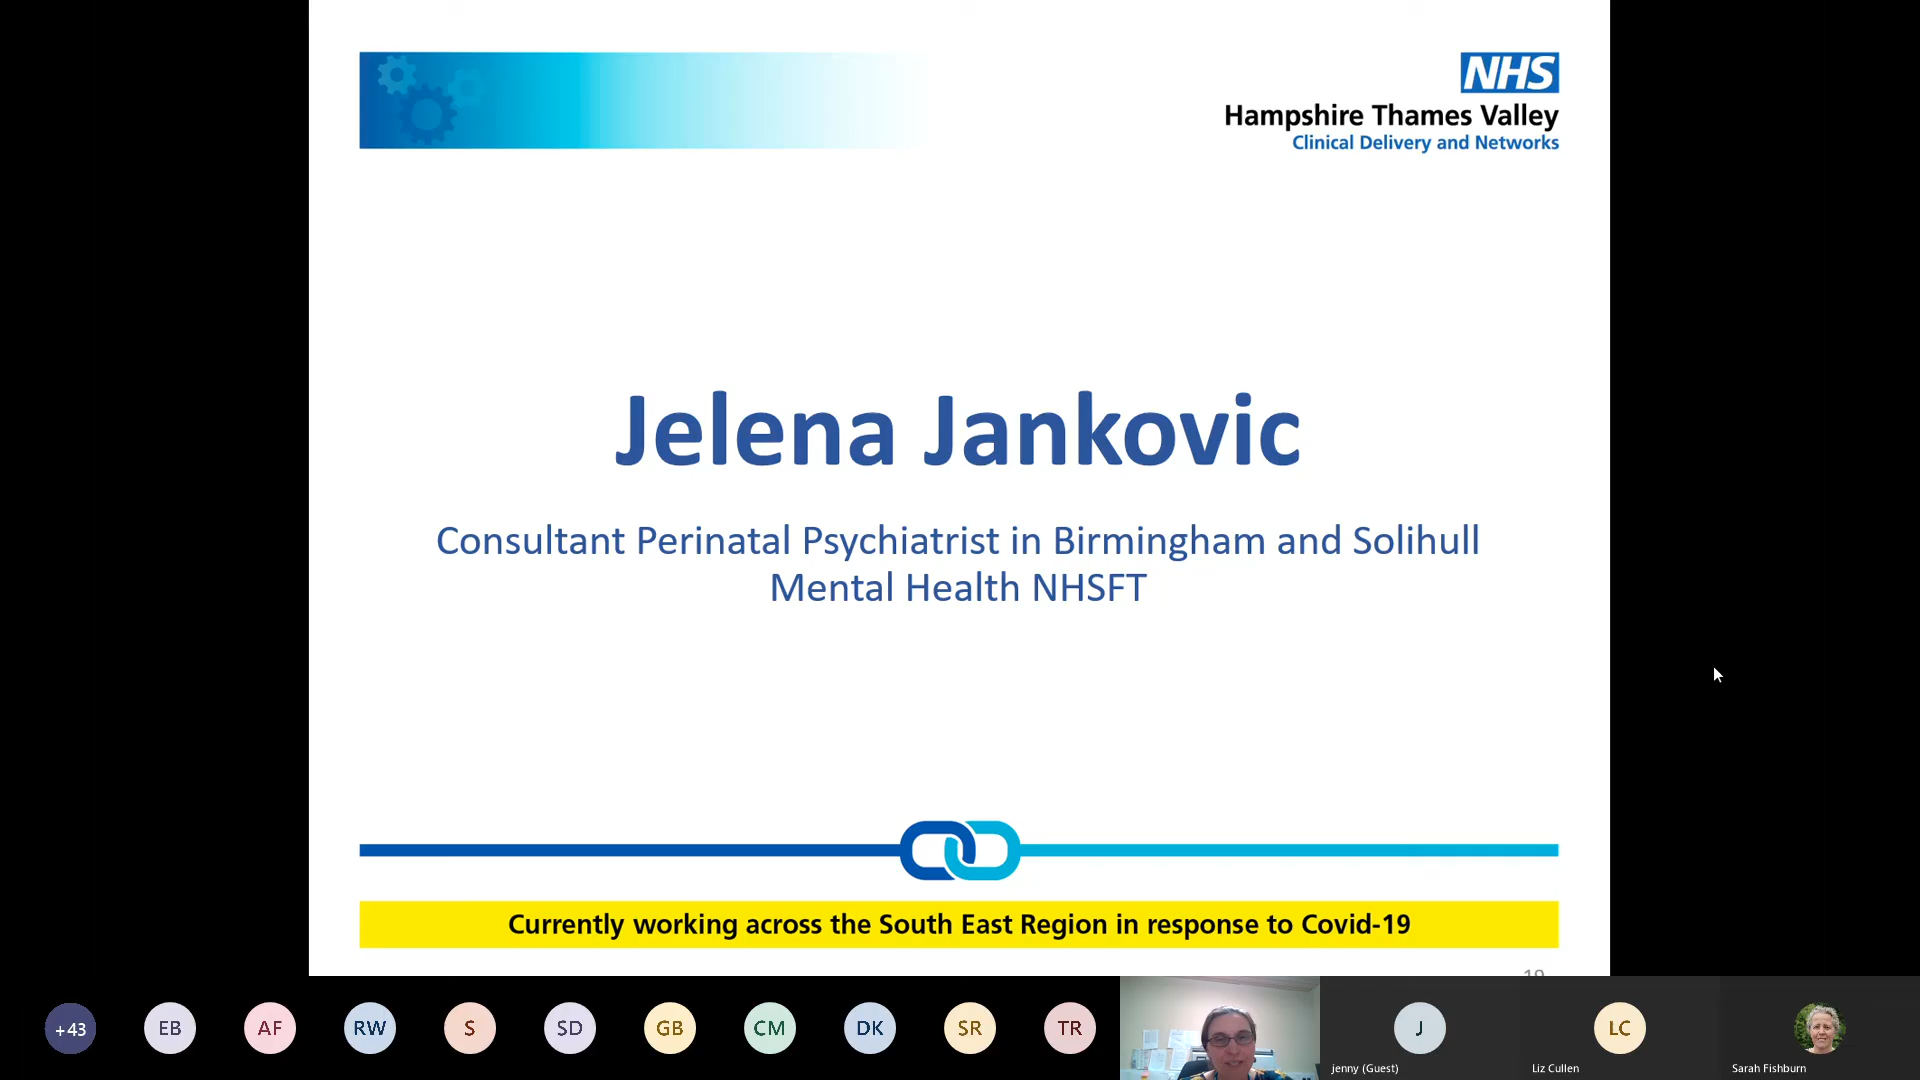 NHS
Hampshire Thames Valley
Clinical Delivery and Networks
Jelena Jankovic
Consultant Perinatal Psychiatrist in Birmingham and Solihull
Mental Health NHSFT
Currently working across the South East Region in response to Covid-19
19
+43
EB
AF
RW
S
SD
GB
CM
DK
SR
TR
J
LC
jenny (Guest)
Liz Cullen
Sarah Fishburn